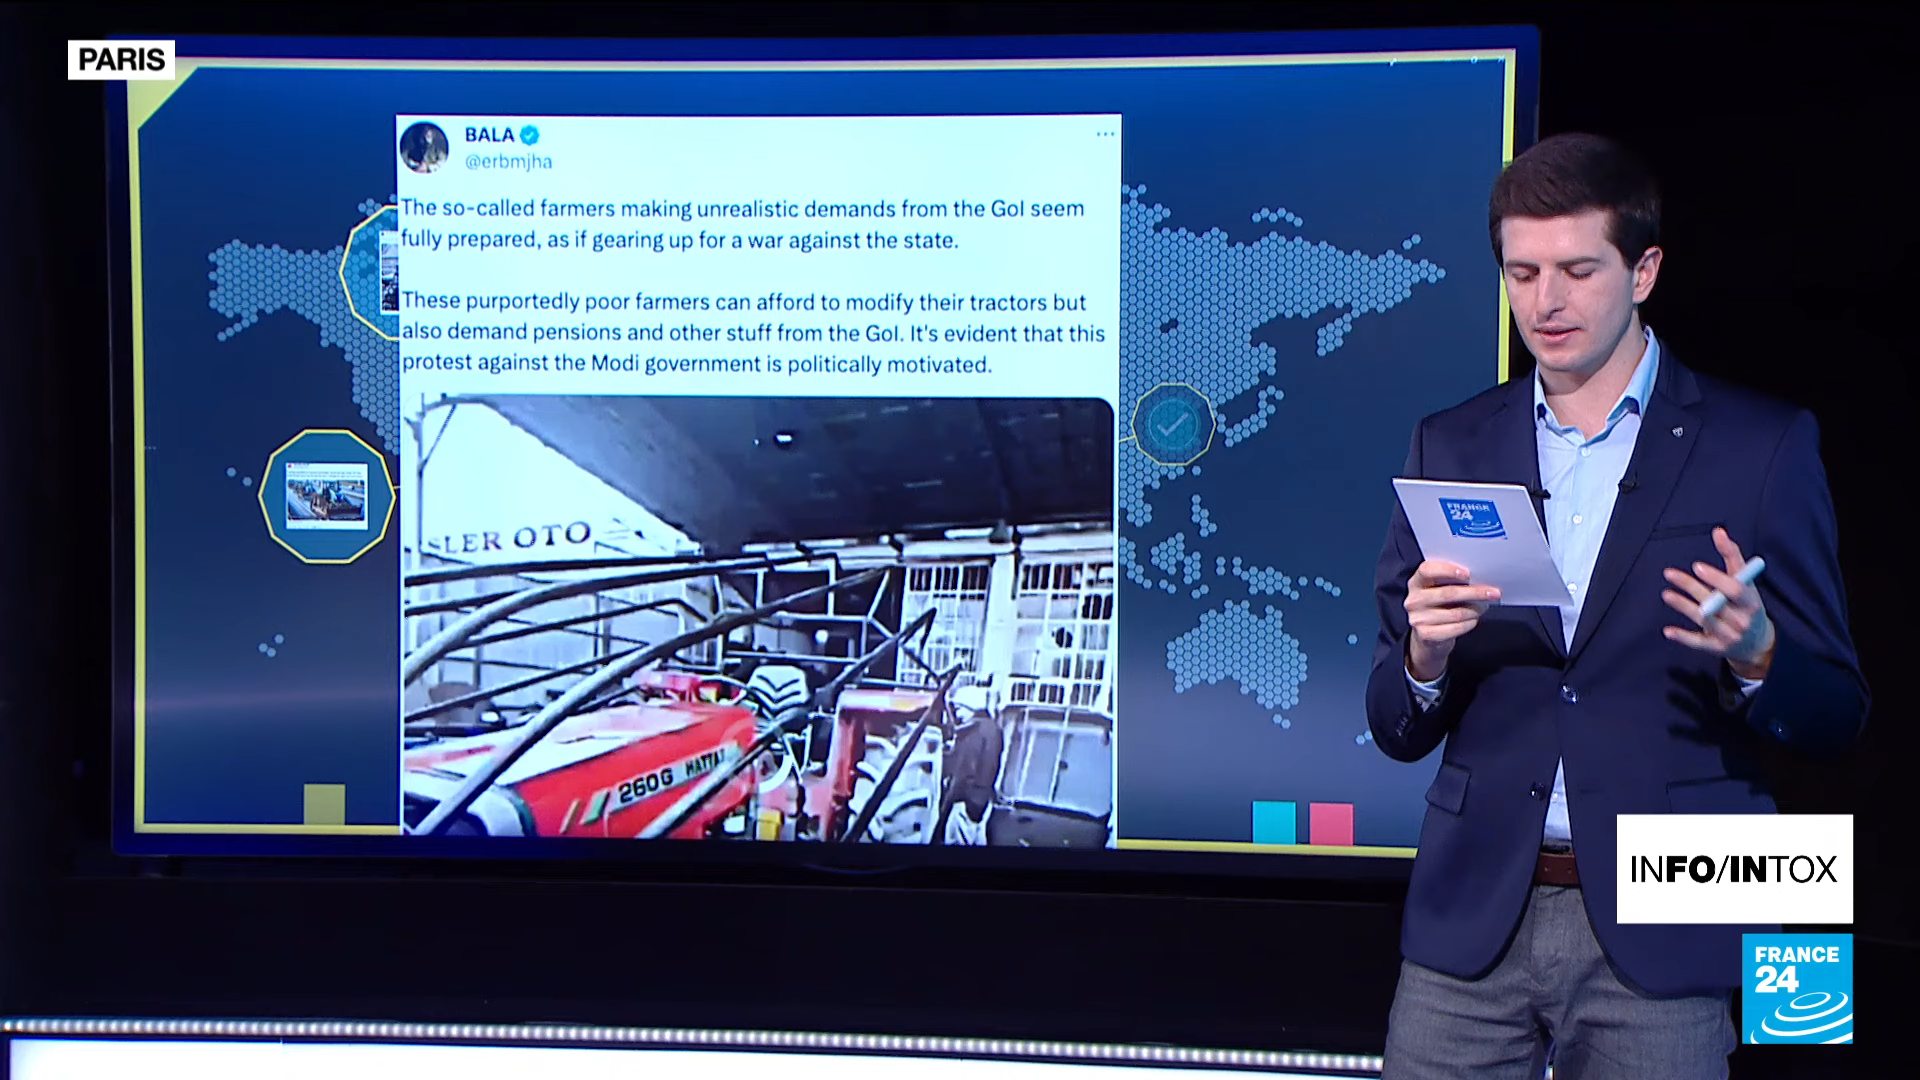 PARIS
BALA
@erbmjha
The so-called farmers making unrealistic demands from the GoI seem
fully prepared, as if gearing up for a war against the state.
These purportedly poor farmers can afford to modify their tractors but
also demand pensions and other stuff from the GoI. It's evident that this
protest against the Modi government is politically motivated.
LER OTO
260G MATTAT
FRANCE
24
INFO/INTOX
FRANCE
24